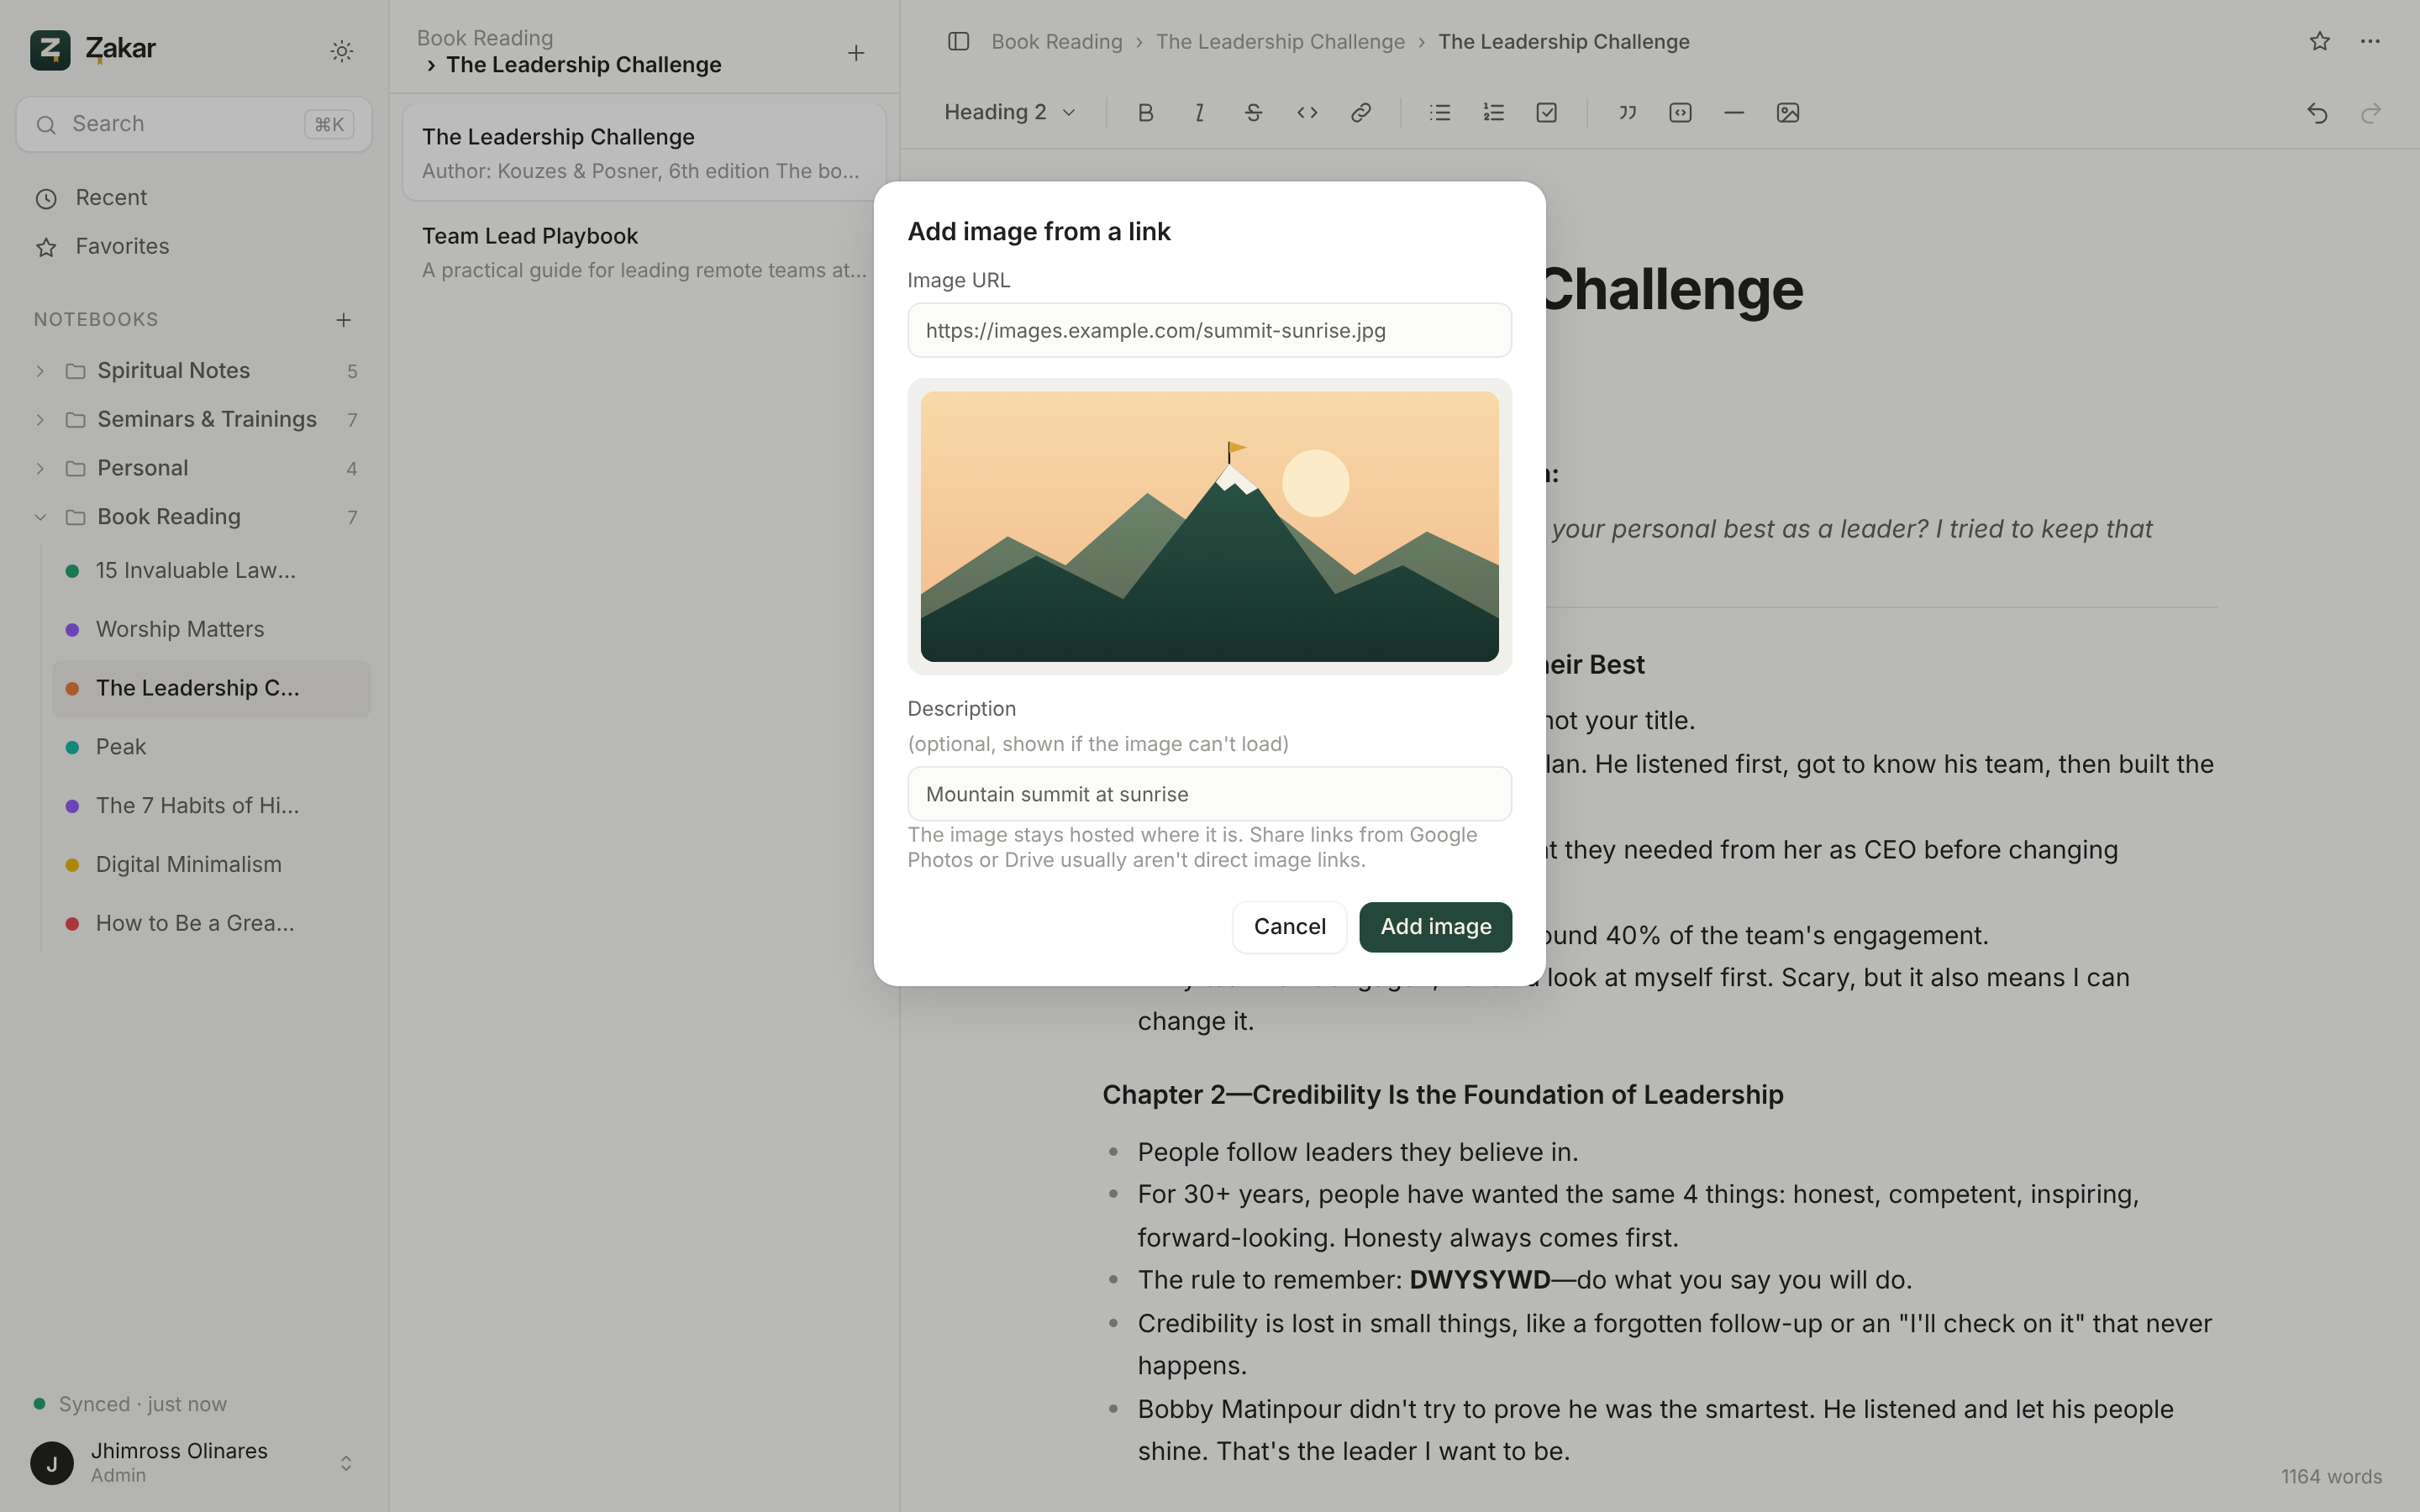 Zakar
Search
⌘K
Recent
Favorites
NOTEBOOKS
Spiritual Notes 5
Seminars & Trainings 7
Personal 4
Book Reading 7
15 Invaluable Law...
Worship Matters
The Leadership C...
Peak
The 7 Habits of Hi...
Digital Minimalism
How to Be a Grea...
Synced · just now
J
Jhimross Olinares
Admin
Book Reading
› The Leadership Challenge
The Leadership Challenge
Author: Kouzes & Posner, 6th edition The bo...
Team Lead Playbook
A practical guide for leading remote teams at...
Book Reading › The Leadership Challenge › The Leadership Challenge
Heading 2
Add image from a link
Image URL
https://images.example.com/summit-sunrise.jpg
Description
(optional, shown if the image can't load)
Mountain summit at sunrise
The image stays hosted where it is. Share links from Google
Photos or Drive usually aren't direct image links.
Cancel
Add image
Challenge
your personal best as a leader? I tried to keep that
Best
not your title.
He listened first, got to know his team, then built the
they needed from her as CEO before changing
40% of the team's engagement.
look at myself first. Scary, but it also means I can
change it.
Chapter 2—Credibility Is the Foundation of Leadership
People follow leaders they believe in.
For 30+ years, people have wanted the same 4 things: honest, competent, inspiring,
forward-looking. Honesty always comes first.
The rule to remember: DWYSYWD—do what you say you will do.
Credibility is lost in small things, like a forgotten follow-up or an "I'll check on it" that never
happens.
Bobby Matinpour didn't try to prove he was the smartest. He listened and let his people
shine. That's the leader I want to be.
1164 words